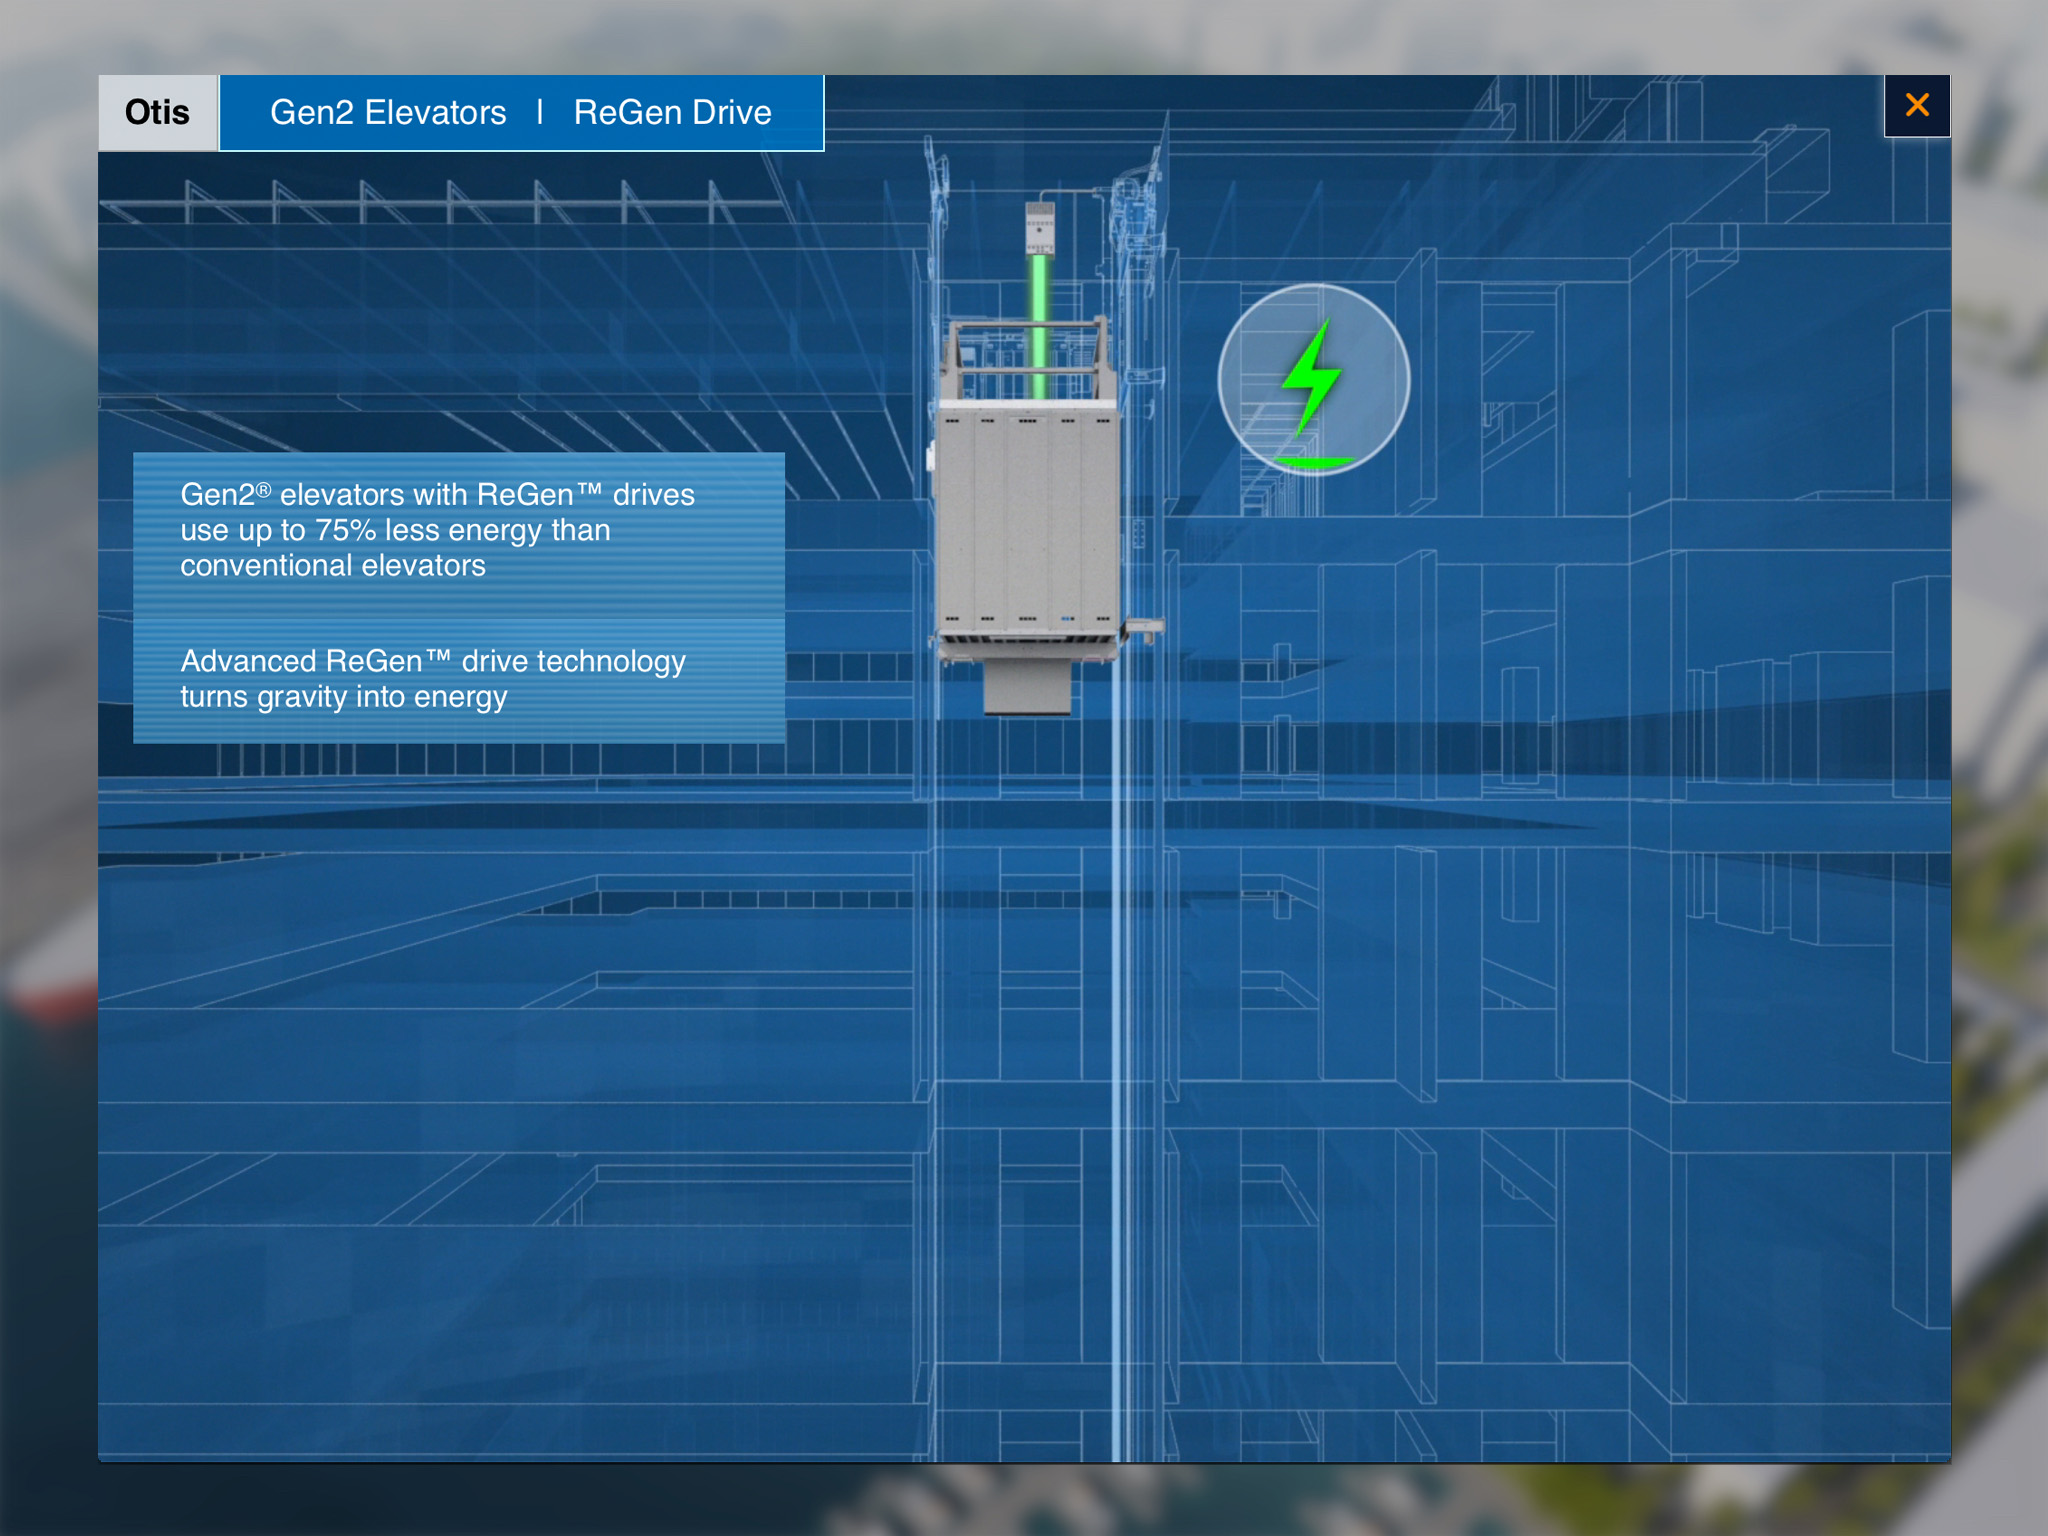 Otis
Gen2 Elevators | ReGen Drive
Gen2® elevators with ReGen™ drives
use up to 75% less energy than
conventional elevators
Advanced ReGen™ drive technology
turns gravity into energy